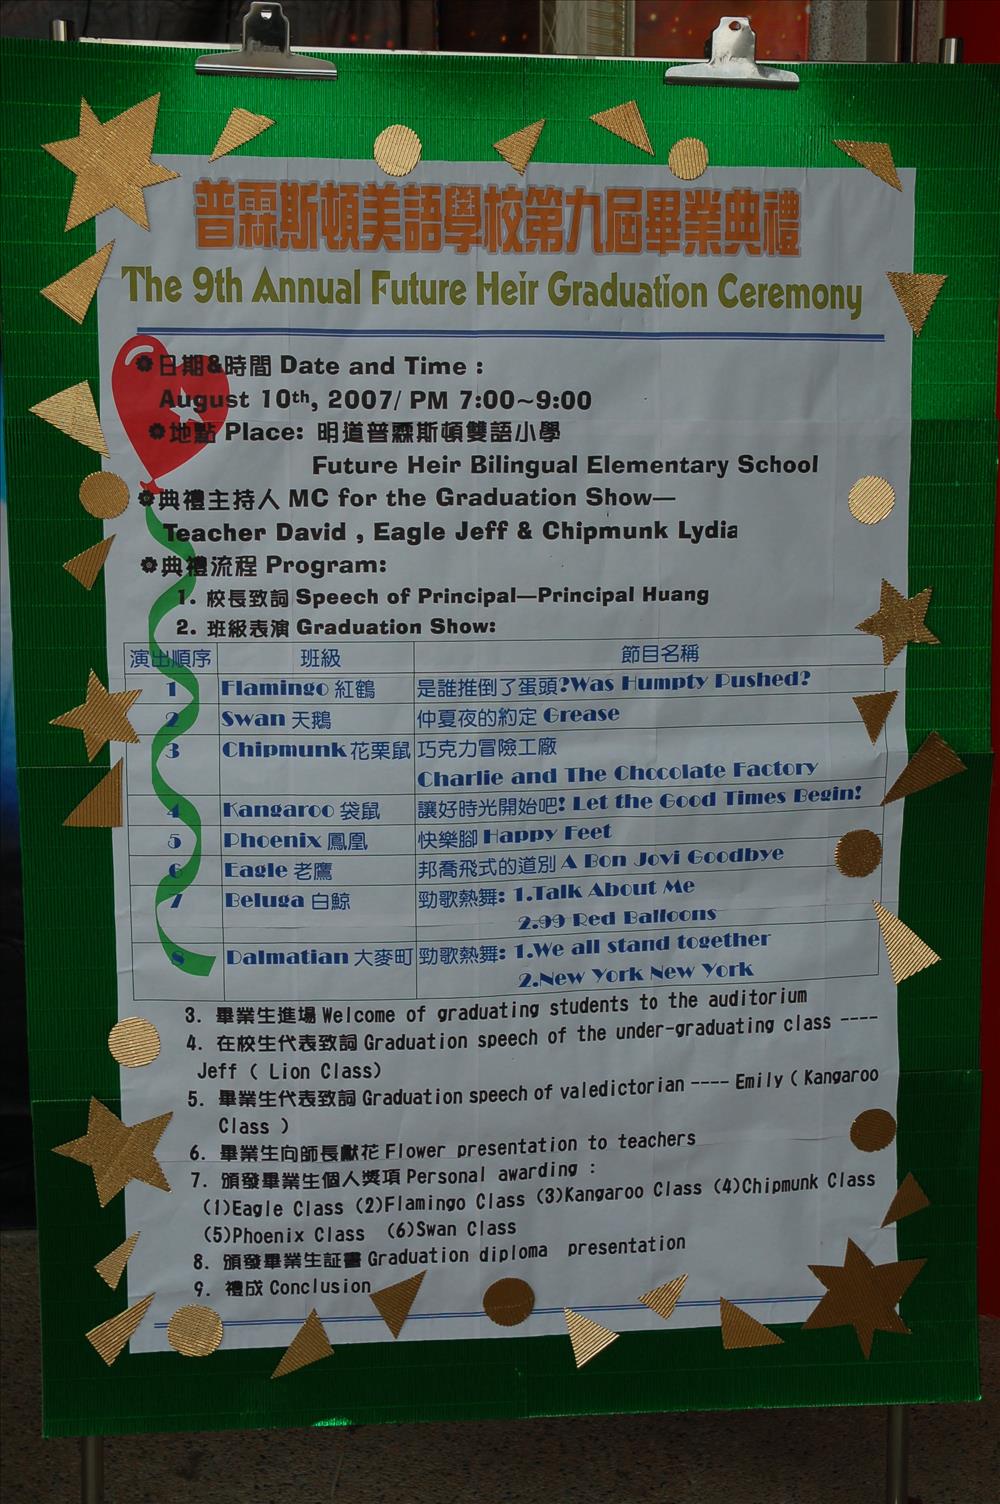 普霖斯頓美語學校第九屆畢業典禮
The 9th Annual Future Heir Graduation Ceremony
日期&時間 Date and Time :
August 10th, 2007/ PM 7:00~9:00
地點 Place: 明道普霖斯頓雙語小學
Future Heir Bilingual Elementary School
典禮主持人 MC for the Graduation Show—
Teacher David , Eagle Jeff & Chipmunk Lydia
典禮流程 Program:
1. 校長致詞 Speech of Principal—Principal Huang
2. 班級表演 Graduation Show:
演出順序 班級 節目名稱
1 Flamingo 紅鶴 是誰推倒了蛋頭?Was Humpty Pushed?
2 Swan 天鵝 仲夏夜的約定 Grease
3 Chipmunk 花栗鼠 巧克力冒險工廠
Charlie and The Chocolate Factory
4 Kangaroo 袋鼠 讓好時光開始吧! Let the Good Times Begin!
5 Phoenix 鳳凰 快樂腳 Happy Feet
6 Eagle 老鷹 邦喬飛式的道別 A Bon Jovi Goodbye
7 Beluga 白鯨 勁歌熱舞: 1.Talk About Me
2.99 Red Balloons
8 Dalmatian 大麥町 勁歌熱舞: 1.We all stand together
2.New York New York
3. 畢業生進場 Welcome of graduating students to the auditorium
4. 在校生代表致詞 Graduation speech of the under-graduating class ----
Jeff ( Lion Class)
5. 畢業生代表致詞 Graduation speech of valedictorian ---- Emily ( Kangaroo
Class )
6. 畢業生向師長獻花 Flower presentation to teachers
7. 頒發畢業生個人獎項 Personal awarding :
(1)Eagle Class (2)Flamingo Class (3)Kangaroo Class (4)Chipmunk Class
(5)Phoenix Class (6)Swan Class
8. 頒發畢業生証書 Graduation diploma presentation
9. 禮成 Conclusion